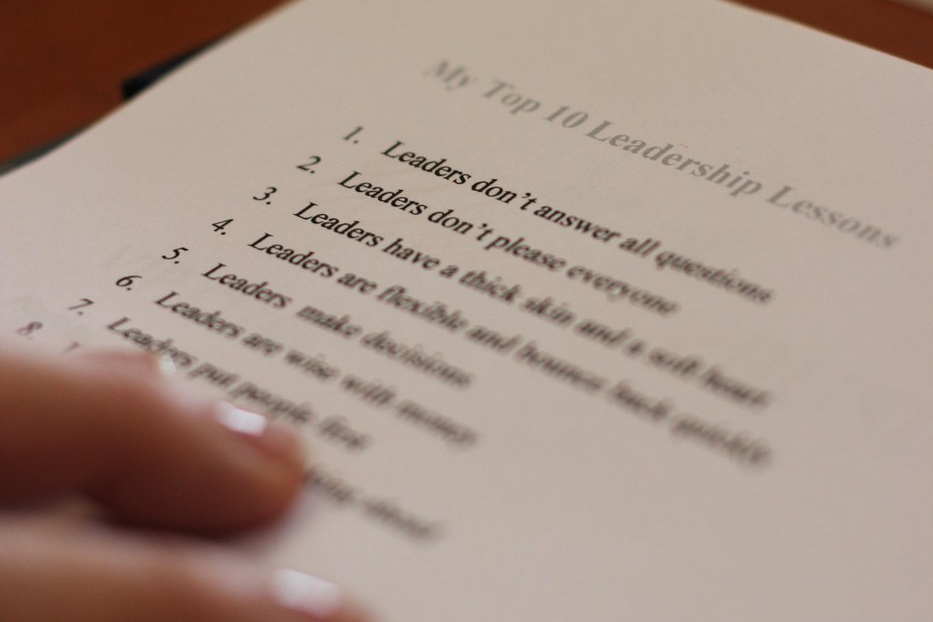 My Top 10 Leadership Lessons
1. Leaders don't answer all questions
2. Leaders don't please everyone
3. Leaders have a thick skin and a soft heart
4. Leaders are flexible and bounce back quickly
5. Leaders make decisions
6. Leaders are wise with money
7. Leaders put people first
8.